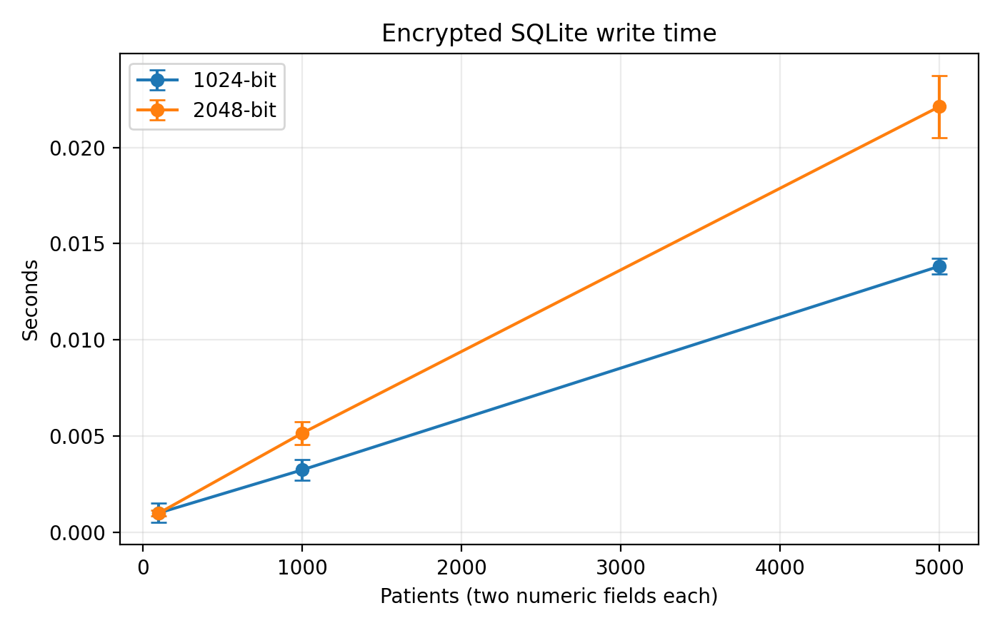 Encrypted SQLite write time
1024-bit
2048-bit
0.020
0.015
0.010
0.005
0.000
Seconds
0
1000
2000
3000
4000
5000
Patients (two numeric fields each)